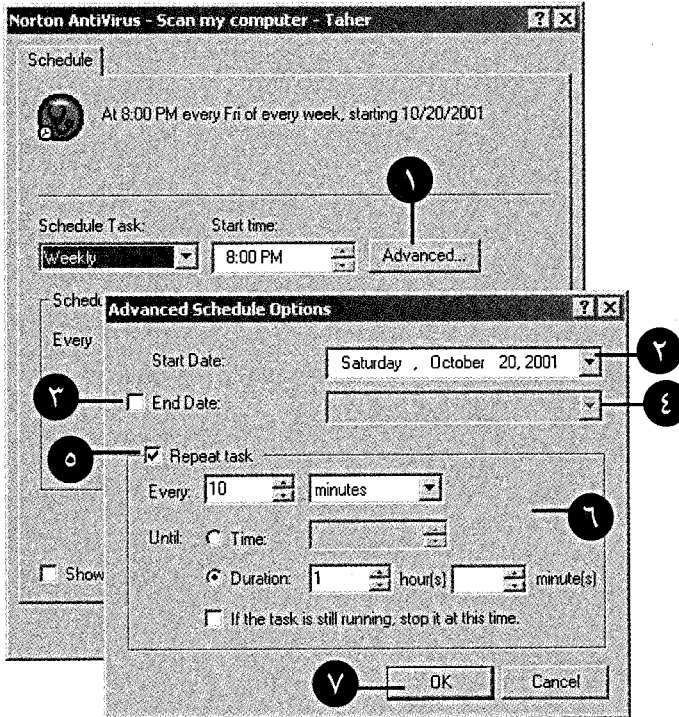 Norton AntiVirus - Scan my computer - Taher
Schedule
At 8:00 PM every Fri of every week, starting 10/20/2001
١
Schedule Task:
Start time:
Weekly
8:00 PM
Advanced...
Schedu
Every
Advanced Schedule Options
Start Date:
Saturday , October 20, 2001
٢
٣
End Date:
٤
٥
Repeat task
Every:
10
minutes
٦
Until:
Time:
Duration:
1
hour(s)
minute(s)
If the task is still running, stop it at this time.
Show
٧
OK
Cancel